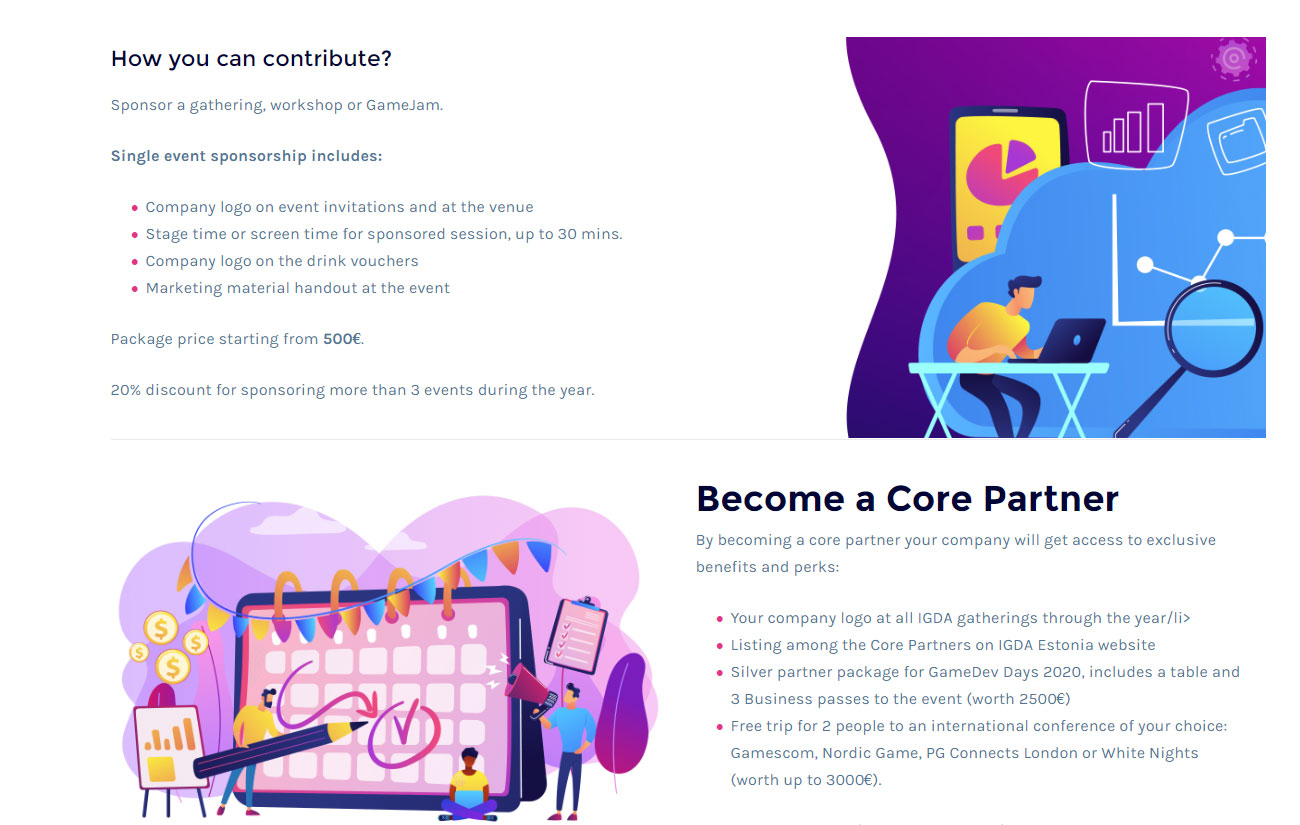 How you can contribute?
Sponsor a gathering, workshop or GameJam.
Single event sponsorship includes:
Company logo on event invitations and at the venue
Stage time or screen time for sponsored session, up to 30 mins.
Company logo on the drink vouchers
Marketing material handout at the event
Package price starting from 500€.
20% discount for sponsoring more than 3 events during the year.
Become a Core Partner
By becoming a core partner your company will get access to exclusive
benefits and perks:
Your company logo at all IGDA gatherings through the year/li>
Listing among the Core Partners on IGDA Estonia website
Silver partner package for GameDev Days 2020, includes a table and
3 Business passes to the event (worth 2500€)
Free trip for 2 people to an international conference of your choice:
Gamescom, Nordic Game, PG Connects London or White Nights
(worth up to 3000€).